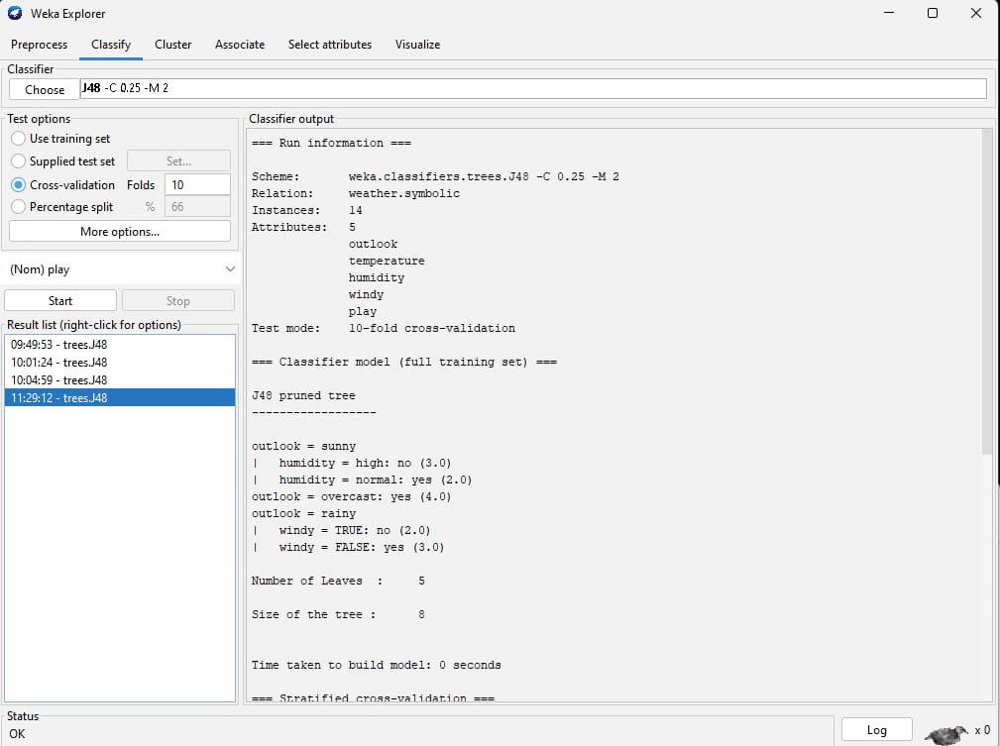 Weka Explorer
Preprocess Classify Cluster Associate Select attributes Visualize
Classifier
Choose J48 -C 0.25 -M 2
Test options
Use training set
Supplied test set Set...
Cross-validation Folds 10
Percentage split % 66
More options...
(Nom) play
Start Stop
Result list (right-click for options)
09:49:53 - trees.J48
10:01:24 - trees.J48
10:04:59 - trees.J48
11:29:12 - trees.J48
Classifier output
=== Run information ===
Scheme: weka.classifiers.trees.J48 -C 0.25 -M 2
Relation: weather.symbolic
Instances: 14
Attributes: 5
outlook
temperature
humidity
windy
play
Test mode: 10-fold cross-validation
=== Classifier model (full training set) ===
J48 pruned tree
------------------
outlook = sunny
| humidity = high: no (3.0)
| humidity = normal: yes (2.0)
outlook = overcast: yes (4.0)
outlook = rainy
| windy = TRUE: no (2.0)
| windy = FALSE: yes (3.0)
Number of Leaves : 5
Size of the tree : 8
Time taken to build model: 0 seconds
=== Stratified cross-validation ===
Status
OK
Log x 0